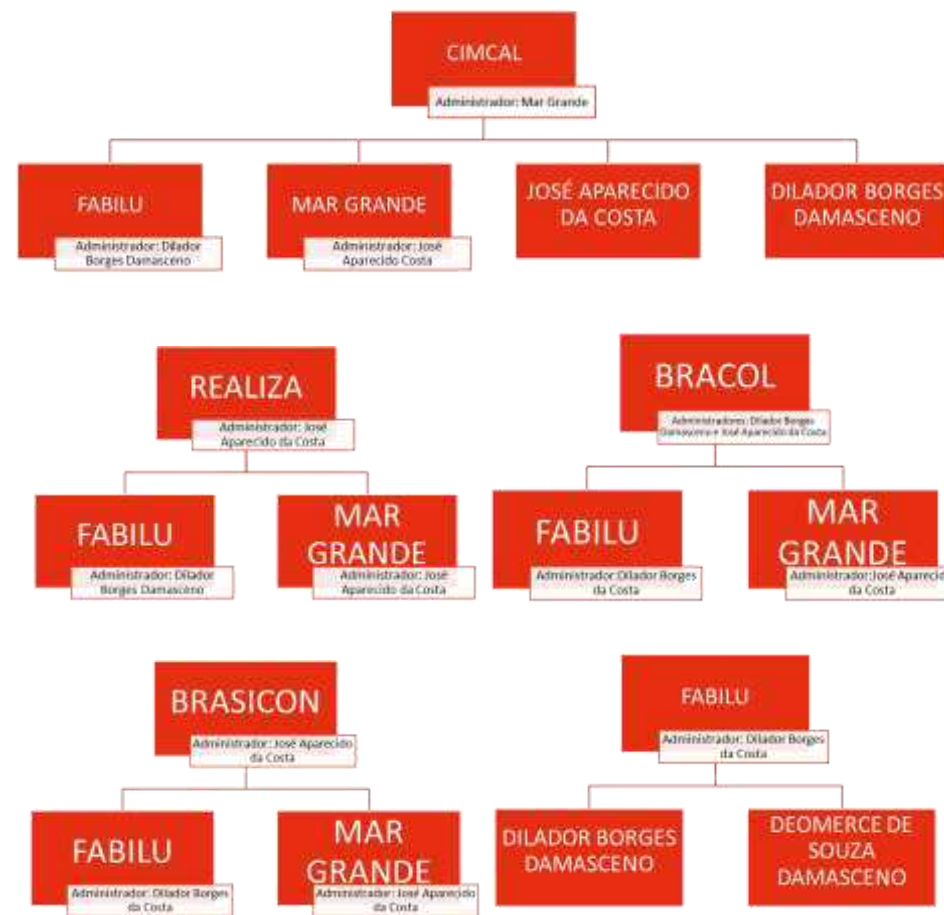 CIMCAL
Administrador: Mar Grande
FABILU
Administrador: Dilador
Borges Damasceno
MAR GRANDE
Administrador: José
Aparecido Costa
JOSÉ APARECIDO
DA COSTA
DILADOR BORGES
DAMASCENO
REALIZA
Administrador: José
Aparecido da Costa
FABILU
Administrador: Dilador
Borges Damasceno
MAR
GRANDE
Administrador: José
Aparecido da Costa
BRACOL
Administradores: Dilador Borges
Damasceno e José Aparecido da Costa
FABILU
Administrador:Dilador Borges
da Costa
MAR
GRANDE
Administrador:José Aparecido
da Costa
BRASICON
Administrador: José Aparecido
da Costa
FABILU
Administrador: Dilador Borges
da Costa
MAR
GRANDE
Administrador: José Aparecido
da Costa
FABILU
Administrador: Dilador Borges
da Costa
DILADOR BORGES
DAMASCENO
DEOMERCE DE
SOUZA
DAMASCENO